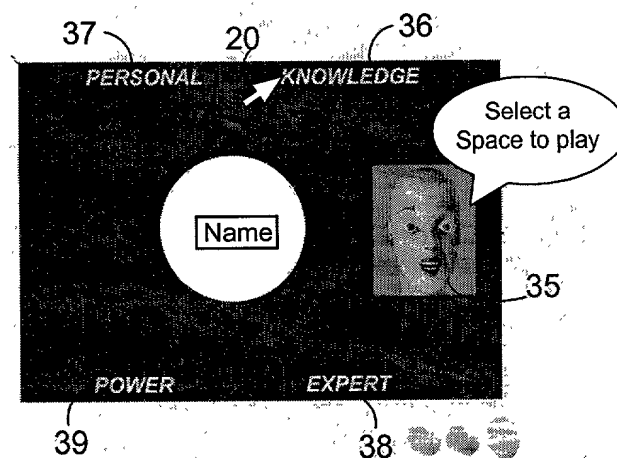 37
20
36
PERSONAL
KNOWLEDGE
Select a
Space to play
Name
35
POWER
EXPERT
39
38